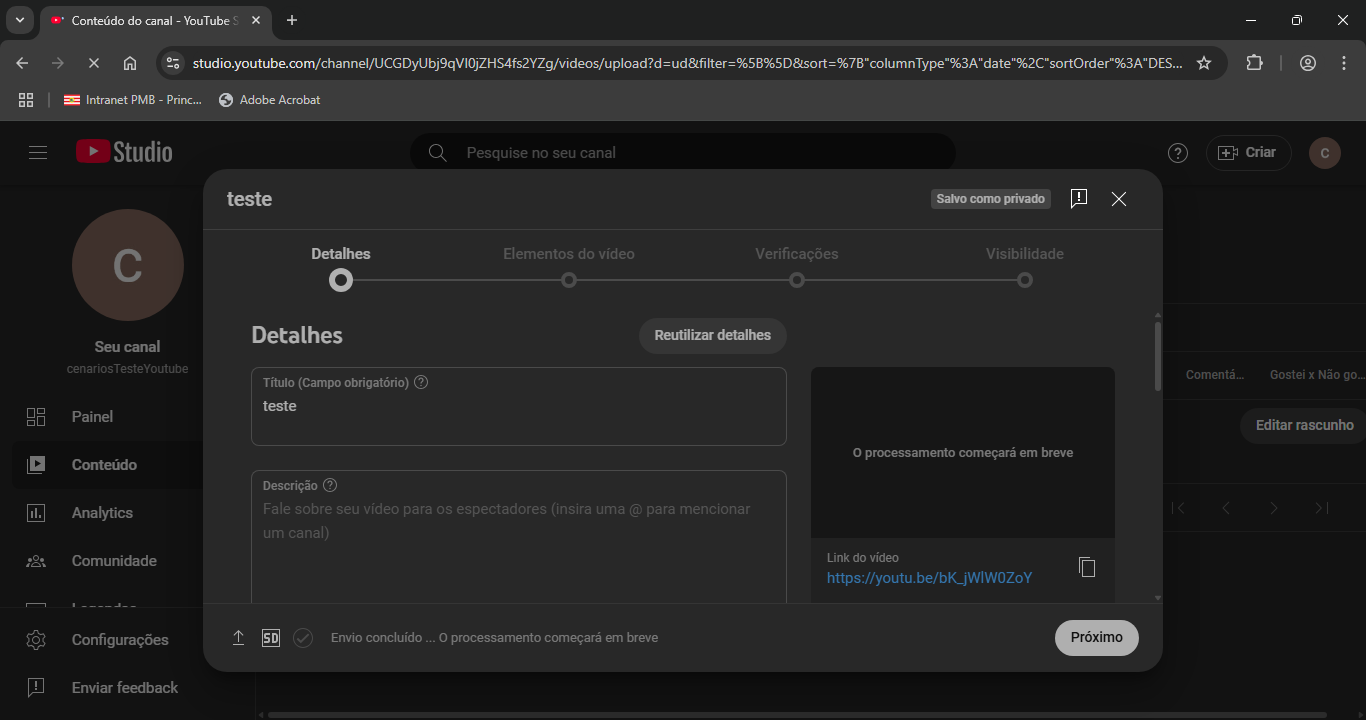 Conteúdo do canal - YouTube S
studio.youtube.com/channel/UCGDyUbj9qVI0jZHS4fs2YZg/videos/upload?d=ud&filter=%5B%5D&sort=%7B"columnType"%3A"date"%2C"sortOrder"%3A"DES...
Intranet PMB - Princ...
Adobe Acrobat
Studio
Pesquise no seu canal
Criar
C
teste
Salvo como privado
Detalhes
Elementos do vídeo
Verificações
Visibilidade
C
Seu canal
cenariosTesteYoutube
Painel
Conteúdo
Analytics
Comunidade
Configurações
Enviar feedback
Detalhes
Reutilizar detalhes
Título (Campo obrigatório)
teste
Descrição
Fale sobre seu vídeo para os espectadores (insira uma @ para mencionar
um canal)
O processamento começará em breve
Link do vídeo
https://youtu.be/bK_jWlW0ZoY
Comentá...
Gostei x Não go...
Editar rascunho
SD
Envio concluído ... O processamento começará em breve
Próximo